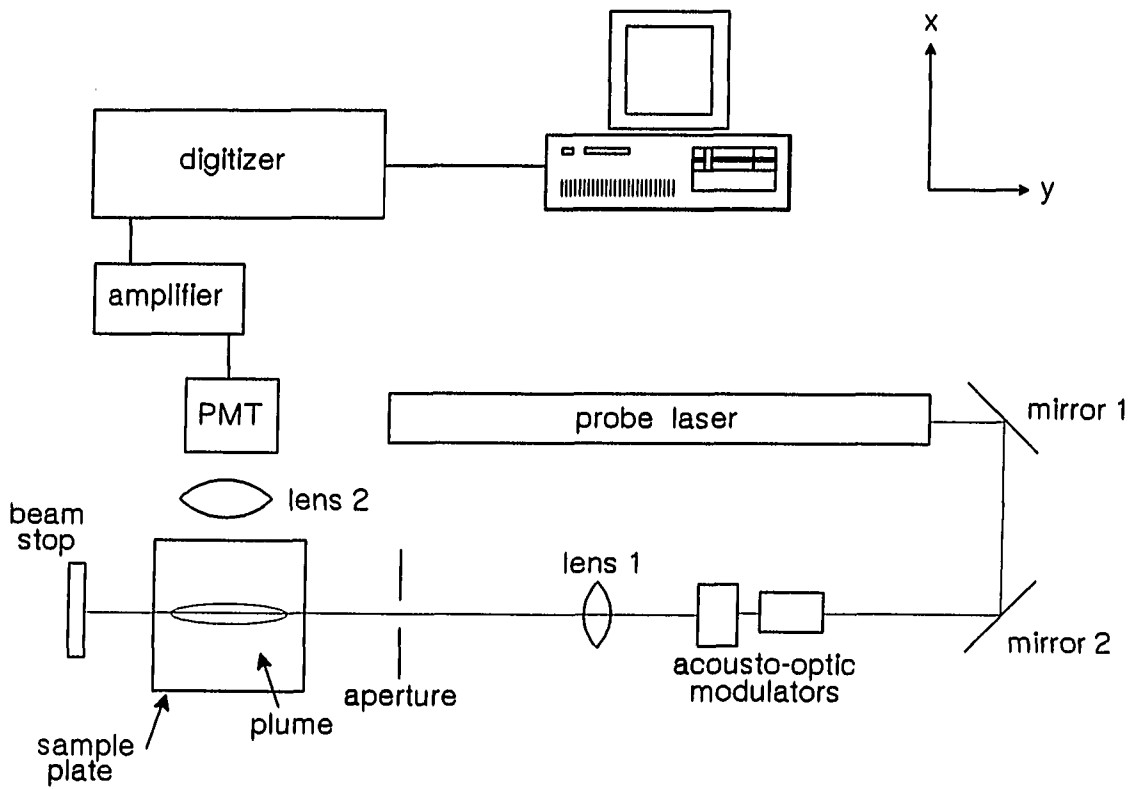 x
y
digitizer
amplifier
PMT
probe laser
mirror 1
lens 2
beam
stop
lens 1
mirror 2
acousto-optic
modulators
aperture
plume
sample
plate